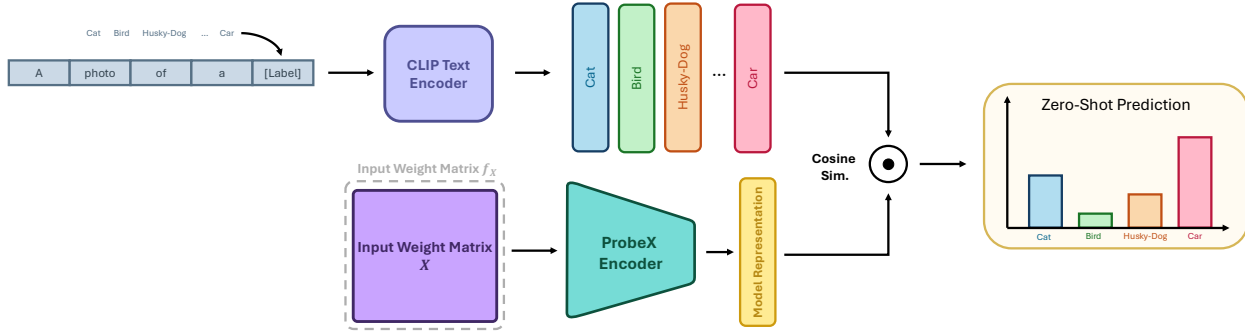 Cat Bird Husky-Dog ... Car
A photo of a [Label]
CLIP Text
Encoder
Cat
Bird
Husky-Dog
...
Car
Cosine
Sim.
Zero-Shot Prediction
Cat Bird Husky-Dog Car
Input Weight Matrix f_X
Input Weight Matrix
X
ProbeX
Encoder
Model Representation